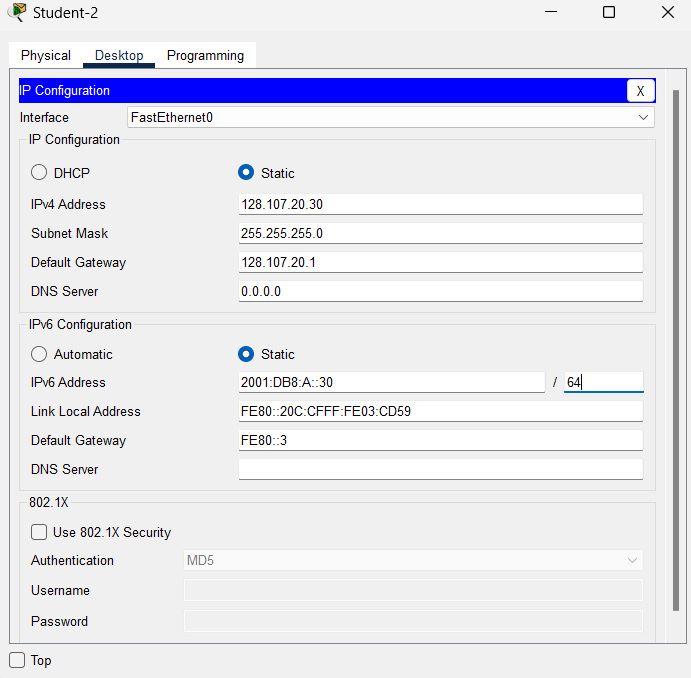 Student-2
Physical Desktop Programming
IP Configuration X
Interface FastEthernet0
IP Configuration
DHCP Static
IPv4 Address 128.107.20.30
Subnet Mask 255.255.255.0
Default Gateway 128.107.20.1
DNS Server 0.0.0.0
IPv6 Configuration
Automatic Static
IPv6 Address 2001:DB8:A::30 / 64
Link Local Address FE80::20C:CFFF:FE03:CD59
Default Gateway FE80::3
DNS Server
802.1X
Use 802.1X Security
Authentication MD5
Username
Password
Top